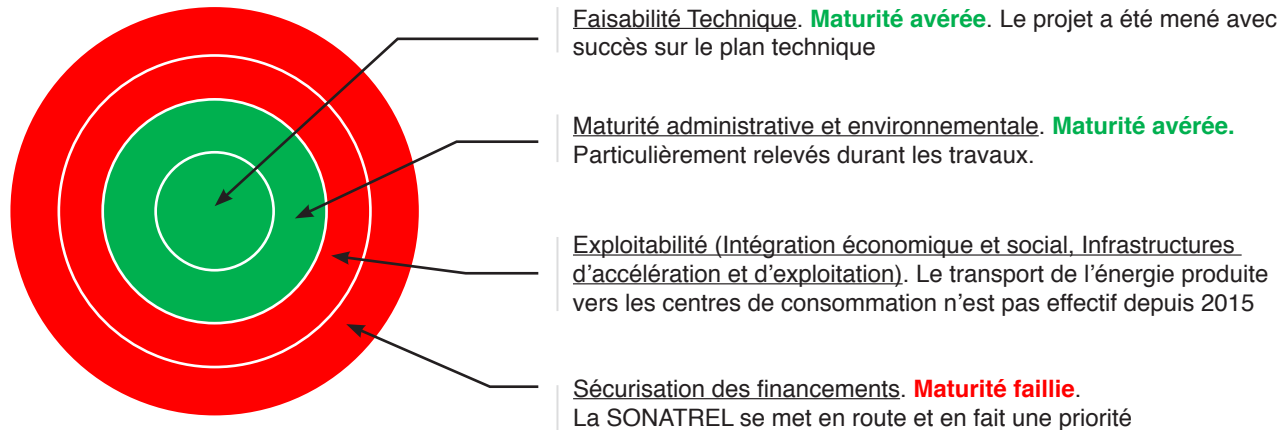 Faisabilité Technique. Maturité avérée. Le projet a été mené avec
succès sur le plan technique
Maturité administrative et environnementale. Maturité avérée.
Particulièrement relevés durant les travaux.
Exploitabilité (Intégration économique et social, Infrastructures
d’accélération et d’exploitation). Le transport de l’énergie produite
vers les centres de consommation n’est pas effectif depuis 2015
Sécurisation des financements. Maturité faillie.
La SONATREL se met en route et en fait une priorité